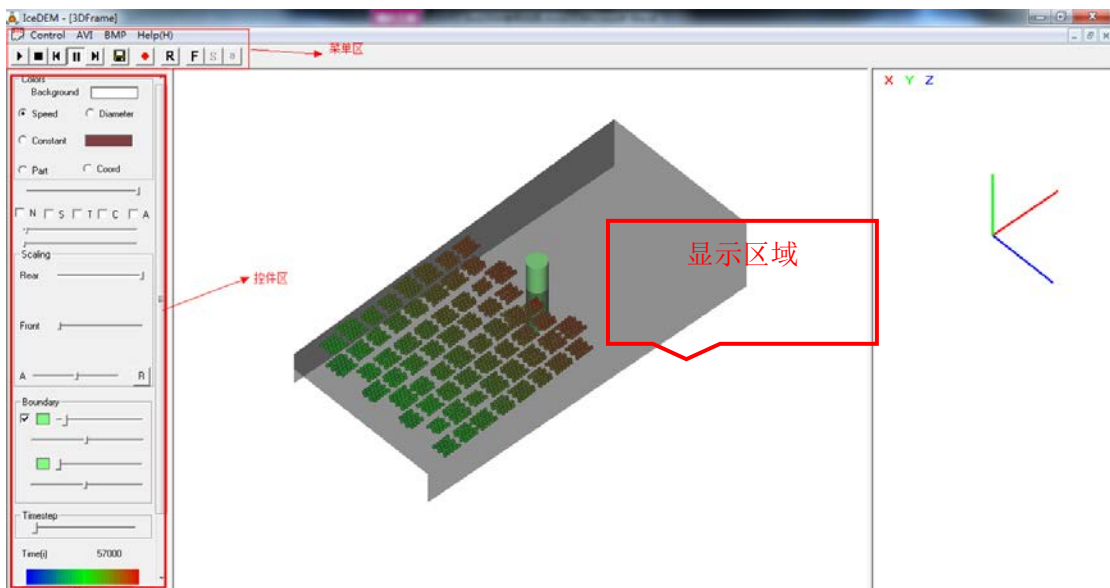 IceDEM - [3DFrame]
Control AVI BMP Help(H)
R F S a
菜单区
Colors
Background
Speed Diameter
Constant
Part Coord
N S T C A
Scaling
Rear
Front
A R
Boundary
Timestep
Time(i) 57000
控件区
显示区域
X Y Z